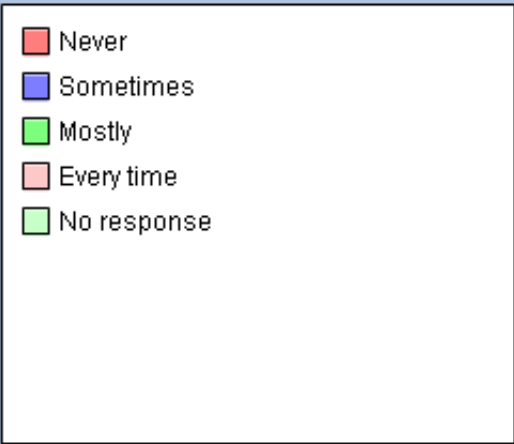 Never
Sometimes
Mostly
Every time
No response